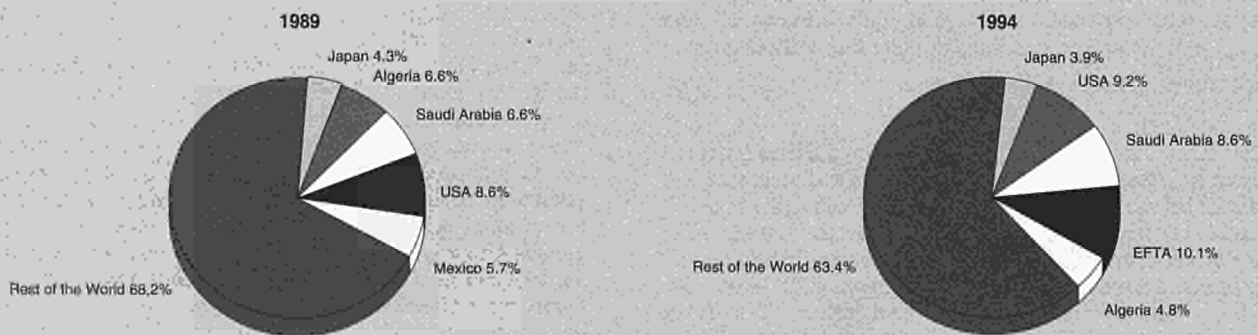 1989
Japan 4.3%
Algeria 6.6%
Saudi Arabia 6.6%
USA 8.6%
Mexico 5.7%
Rest of the World 68,2%
1994
Japan 3.9%
USA 9.2%
Saudi Arabia 8.6%
EFTA 10.1%
Algeria 4.8%
Rest of the World 63.4%